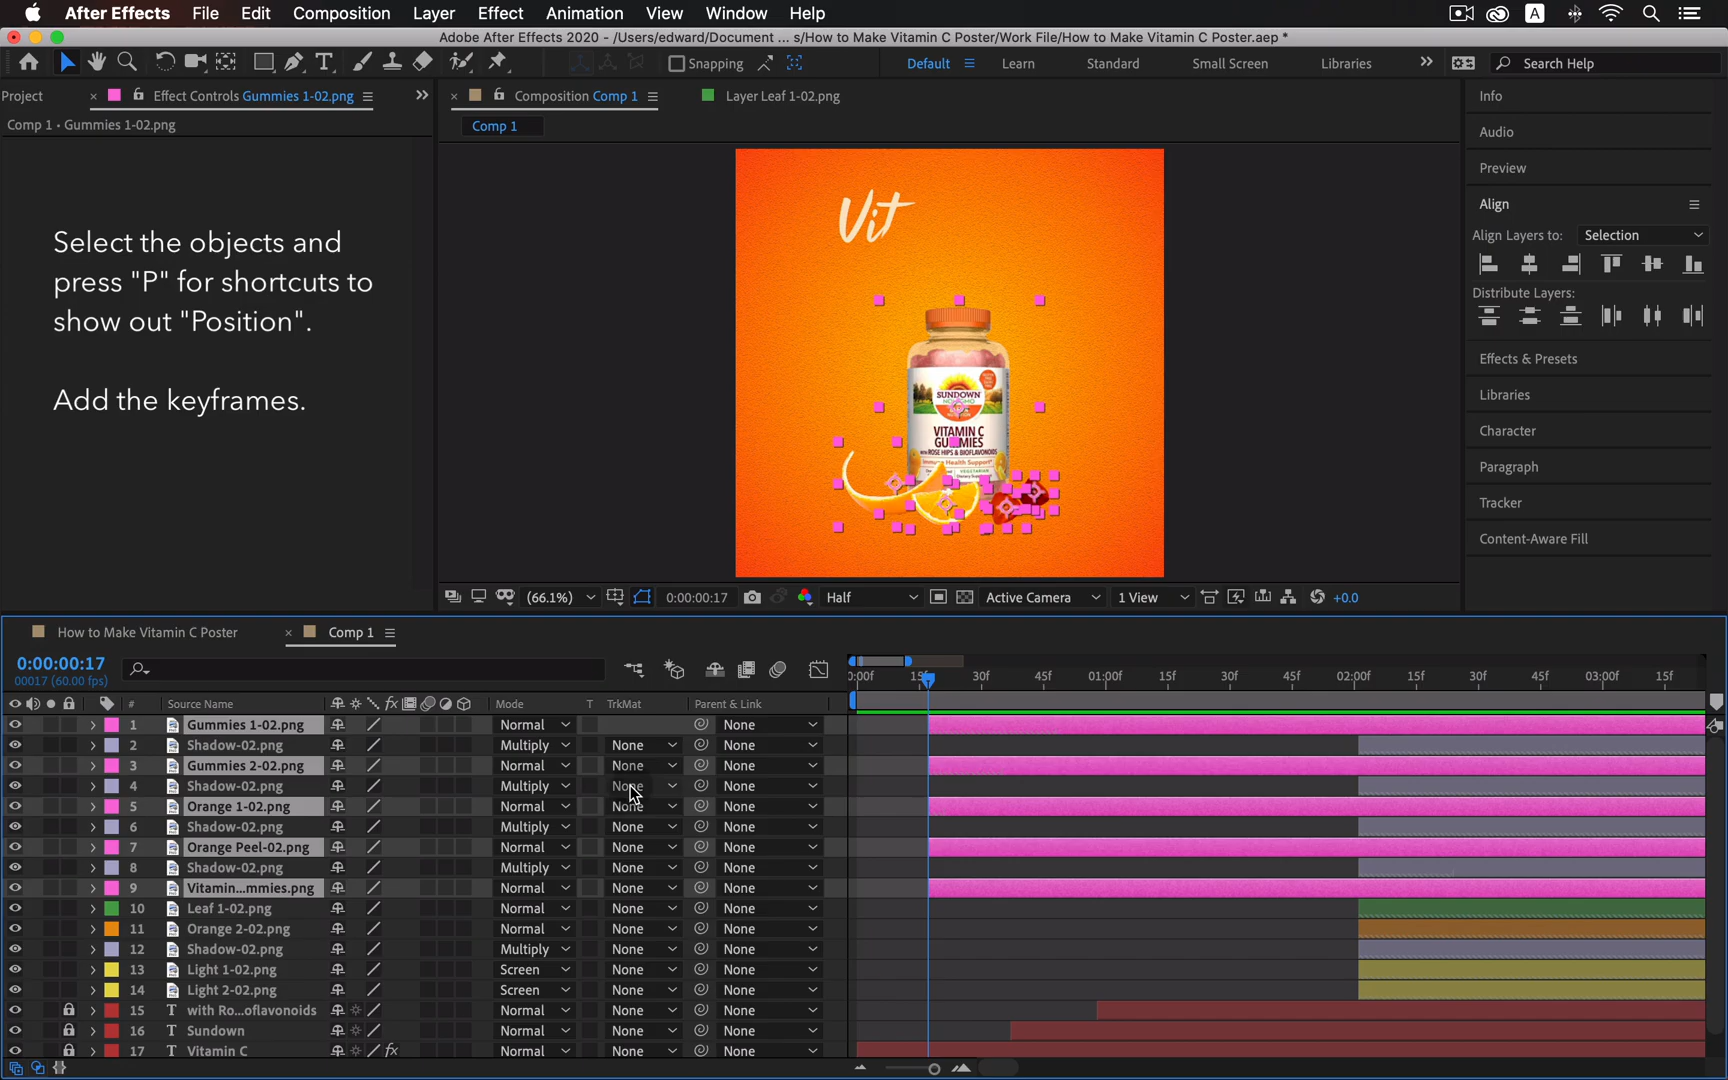 After Effects File Edit Composition Layer Effect Animation View Window Help A
Adobe After Effects 2020 - /Users/edward/Document ... s/How to Make Vitamin C Poster/Work File/How to Make Vitamin C Poster.aep *
T Snapping Default Learn Standard Small Screen Libraries Search Help
Project Effect Controls Gummies 1-02.png Composition Comp 1 Layer Leaf 1-02.png
Comp 1 • Gummies 1-02.png
Comp 1
Select the objects and
press "P" for shortcuts to
show out "Position".
Add the keyframes.
Vit
SUNDOWN
VITAMIN C
GUMMIES
WITH ROSE HIPS & BIOFLAVONOIDS
Immune Health Support*
Info
Audio
Preview
Align
Align Layers to: Selection
Distribute Layers:
Effects & Presets
Libraries
Character
Paragraph
Tracker
Content-Aware Fill
(66.1%) 0:00:00:17 Half Active Camera 1 View +0.0
How to Make Vitamin C Poster Comp 1
0:00:00:17
00017 (60.00 fps)
:00f 15 30f 45f 01:00f 15f 30f 45f 02:00f 15f 30f 45f 03:00f 15f
# Source Name fx Mode T TrkMat Parent & Link
1 Gummies 1-02.png Normal None
2 Shadow-02.png Multiply None None
3 Gummies 2-02.png Normal None None
4 Shadow-02.png Multiply None None
5 Orange 1-02.png Normal None None
6 Shadow-02.png Multiply None None
7 Orange Peel-02.png Normal None None
8 Shadow-02.png Multiply None None
9 Vitamin...mmies.png Normal None None
10 Leaf 1-02.png Normal None None
11 Orange 2-02.png Normal None None
12 Shadow-02.png Multiply None None
13 Light 1-02.png Screen None None
14 Light 2-02.png Screen None None
15 T with Ro...oflavonoids Normal None None
16 T Sundown Normal None None
17 T Vitamin C fx Normal None None